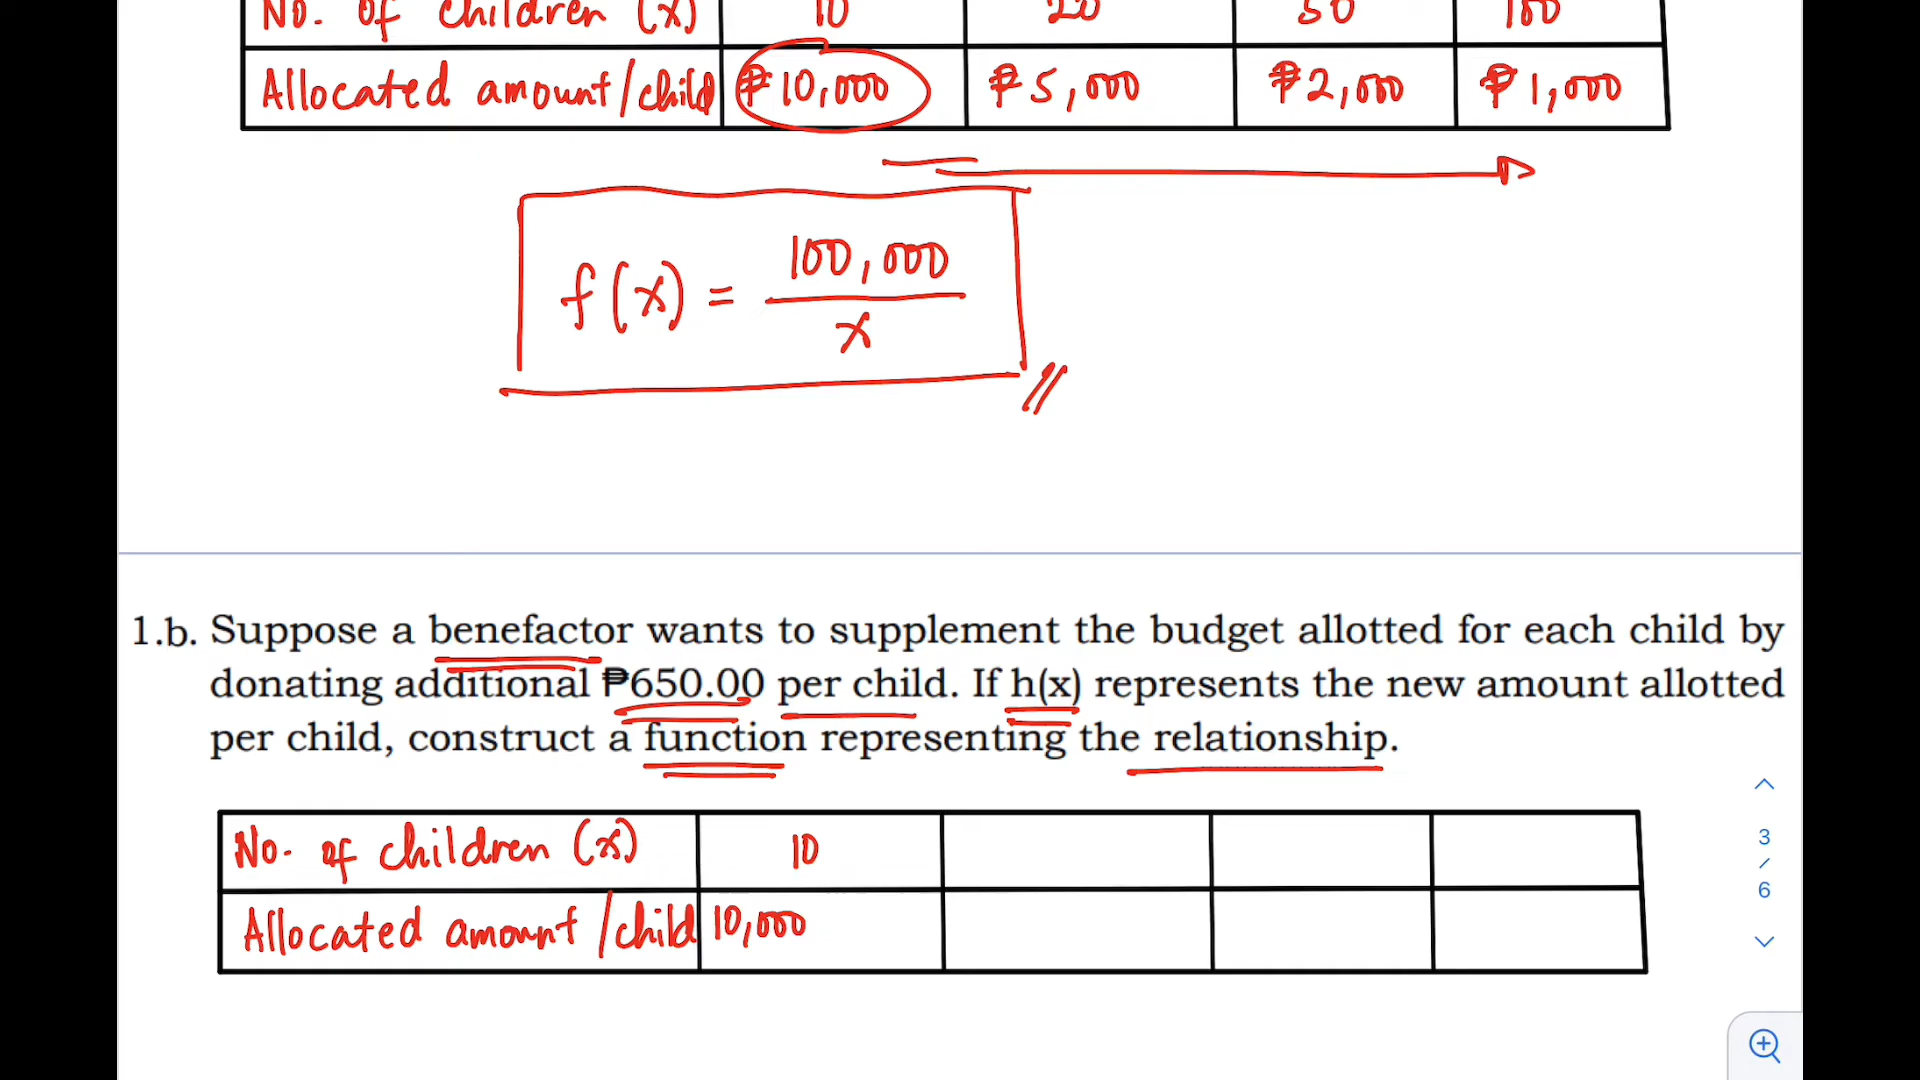 No. of children (x) 10 20 50 100
Allocated amount/child ₱10,000 ₱5,000 ₱2,000 ₱1,000
f(x) = 100,000 / x
1.b. Suppose a benefactor wants to supplement the budget allotted for each child by
donating additional ₱650.00 per child. If h(x) represents the new amount allotted
per child, construct a function representing the relationship.
No. of children (x) 10
Allocated amount/child 10,000
3
/
6